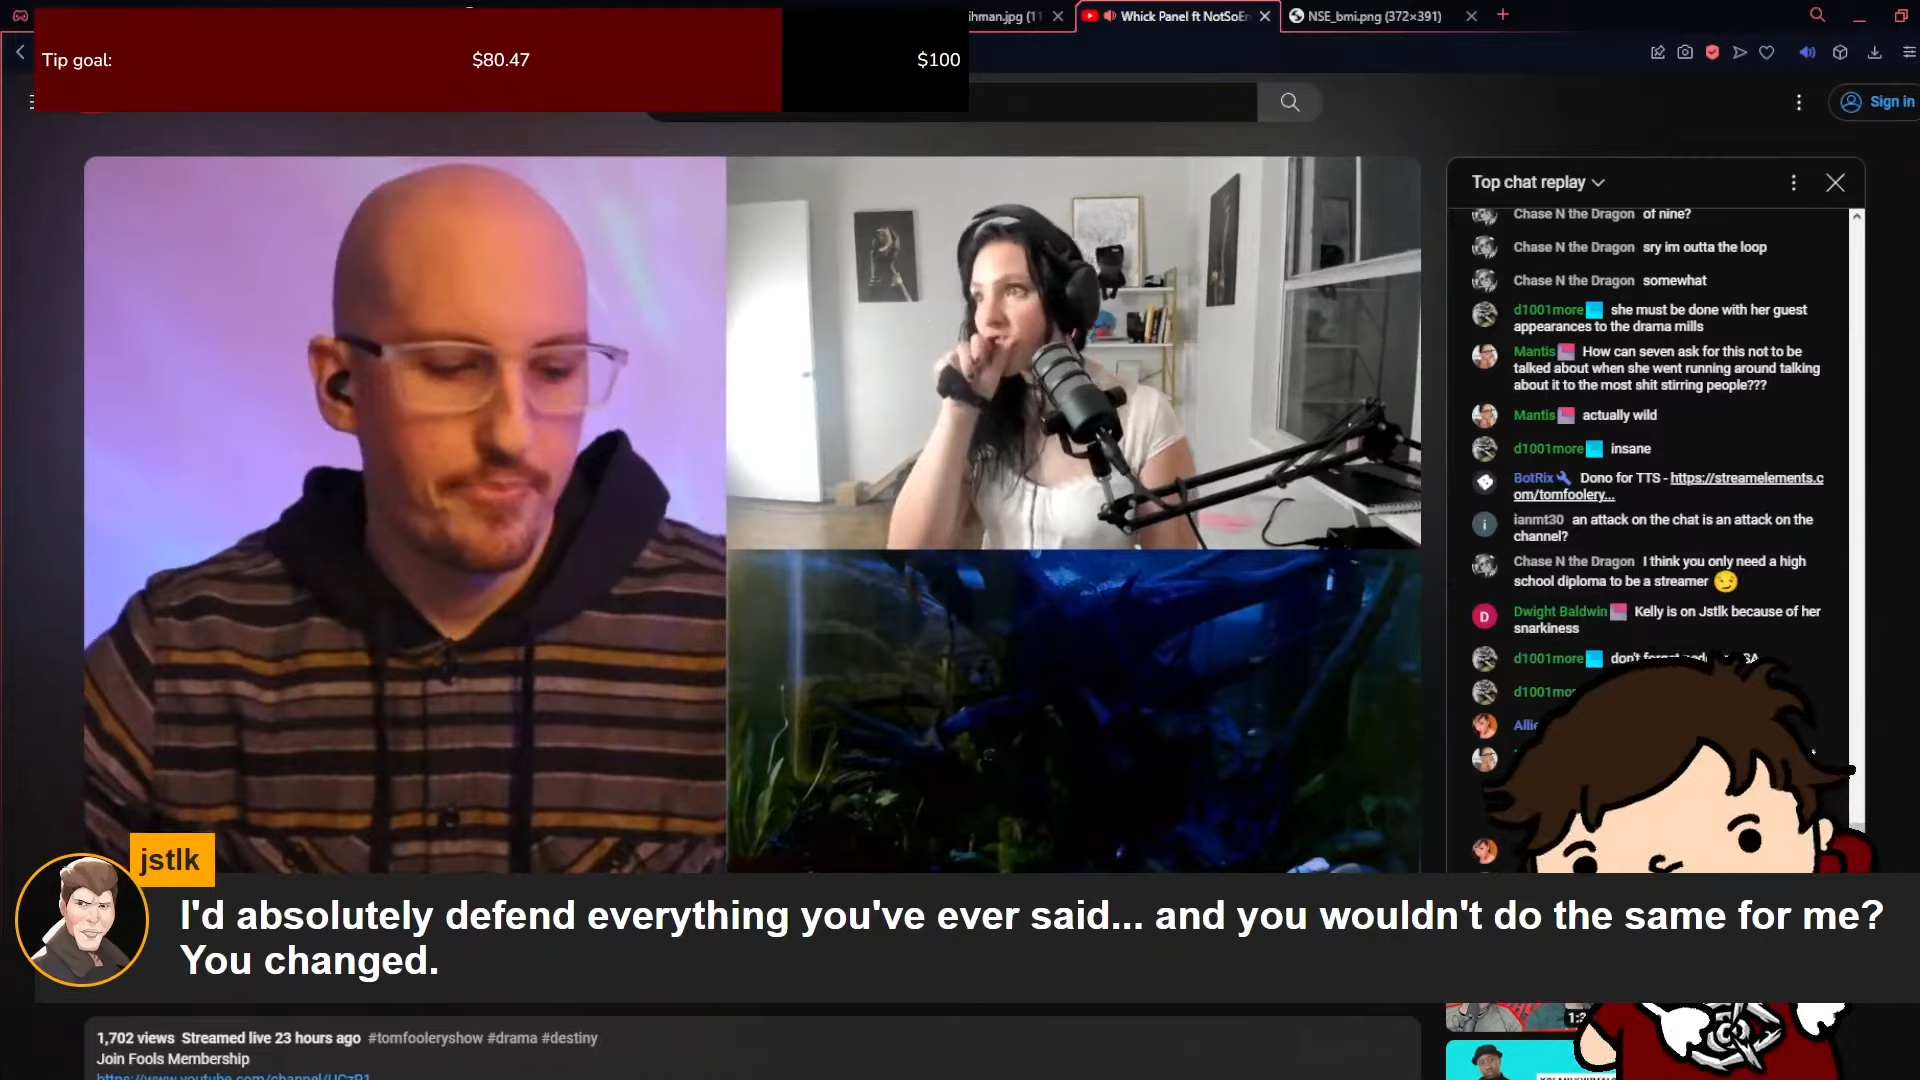 ihman.jpg (11
Whick Panel ft NotSoEr
NSE_bmi.png (372×391)
Tip goal:
$80.47
$100
Sign in
Top chat replay
Chase N the Dragon of nine?
Chase N the Dragon sry im outta the loop
Chase N the Dragon somewhat
d1001more she must be done with her guest
appearances to the drama mills
Mantis How can seven ask for this not to be
talked about when she went running around talking
about it to the most shit stirring people???
Mantis actually wild
d1001more insane
BotRix Dono for TTS - https://streamelements.c
om/tomfoolery...
ianmt30 an attack on the chat is an attack on the
channel?
Chase N the Dragon I think you only need a high
school diploma to be a streamer
D
Dwight Baldwin Kelly is on Jstlk because of her
snarkiness
d1001more don't
d1001mo
Allie
jstlk
I'd absolutely defend everything you've ever said... and you wouldn't do the same for me?
You changed.
1,702 views Streamed live 23 hours ago #tomfooleryshow #drama #destiny
Join Fools Membership